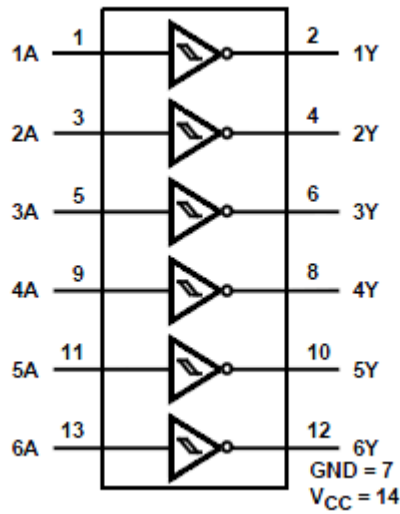 1A 1 2 1Y
2A 3 4 2Y
3A 5 6 3Y
4A 9 8 4Y
5A 11 10 5Y
6A 13 12 6Y
GND = 7
VCC = 14